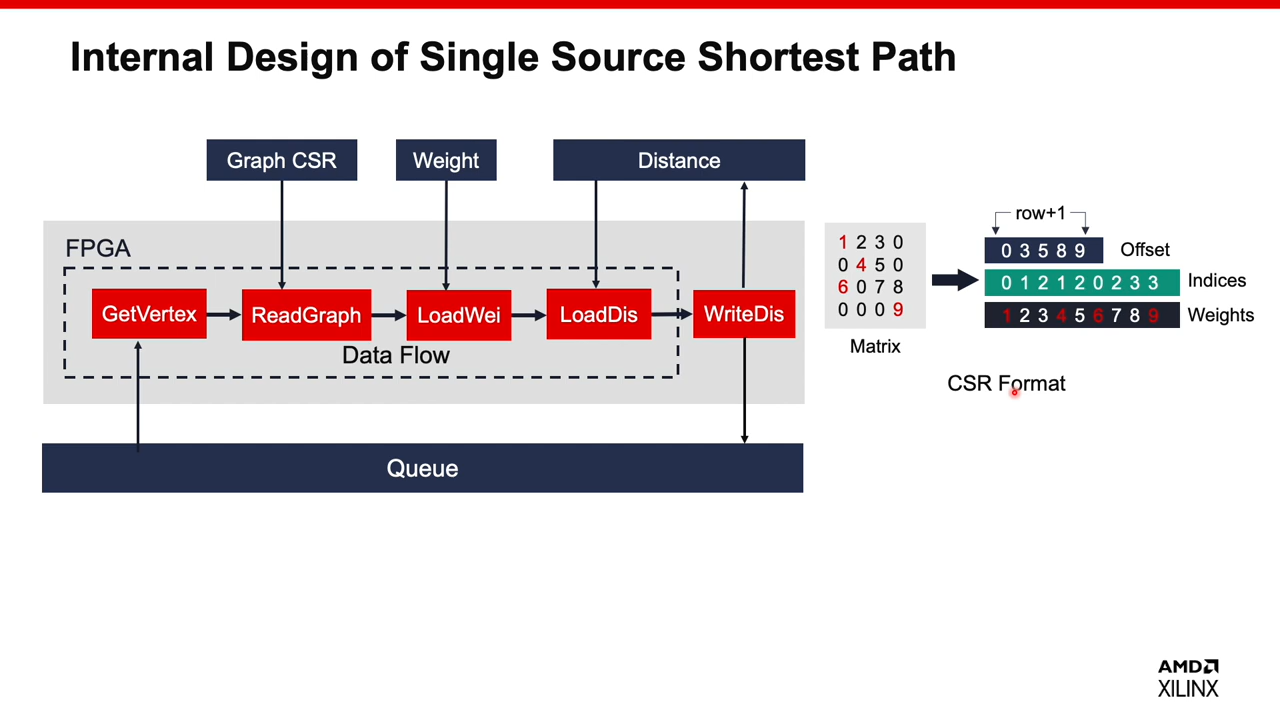 Internal Design of Single Source Shortest Path
Graph CSR
Weight
Distance
FPGA
GetVertex
ReadGraph
LoadWei
LoadDis
WriteDis
Data Flow
Queue
1 2 3 0
0 4 5 0
6 0 7 8
0 0 0 9
Matrix
row+1
0 3 5 8 9
Offset
0 1 2 1 2 0 2 3 3
Indices
1 2 3 4 5 6 7 8 9
Weights
CSR Format
AMD
XILINX